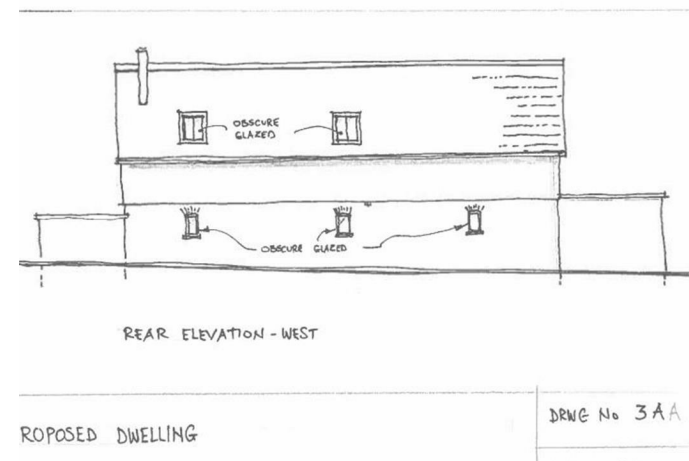 OBSCURE
GLAZED
OBSCURE GLAZED
REAR ELEVATION - WEST
ROPOSED DWELLING
DRWG No 3AA